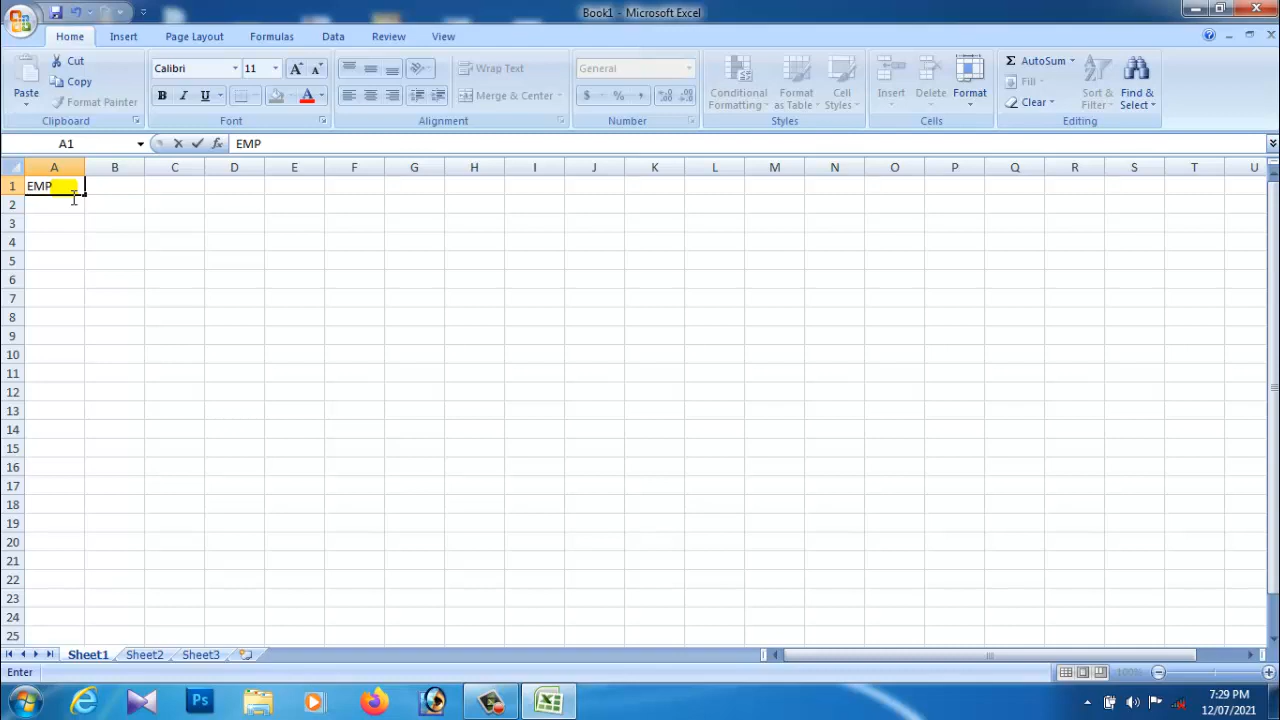 Book1 - Microsoft Excel
Home Insert Page Layout Formulas Data Review View
Paste Cut Copy Format Painter Clipboard
Calibri 11 A A B I U A Font
Wrap Text Merge & Center Alignment
General $ % , Number
Conditional Formatting Format as Table Cell Styles Styles
Insert Delete Format Cells
Σ AutoSum Fill Clear Sort & Filter Find & Select Editing
A1 fx EMP
A B C D E F G H I J K L M N O P Q R S T U
1 EMP
2
3
4
5
6
7
8
9
10
11
12
13
14
15
16
17
18
19
20
21
22
23
24
25
Sheet1 Sheet2 Sheet3
Enter 100%
Ps 7:29 PM
12/07/2021